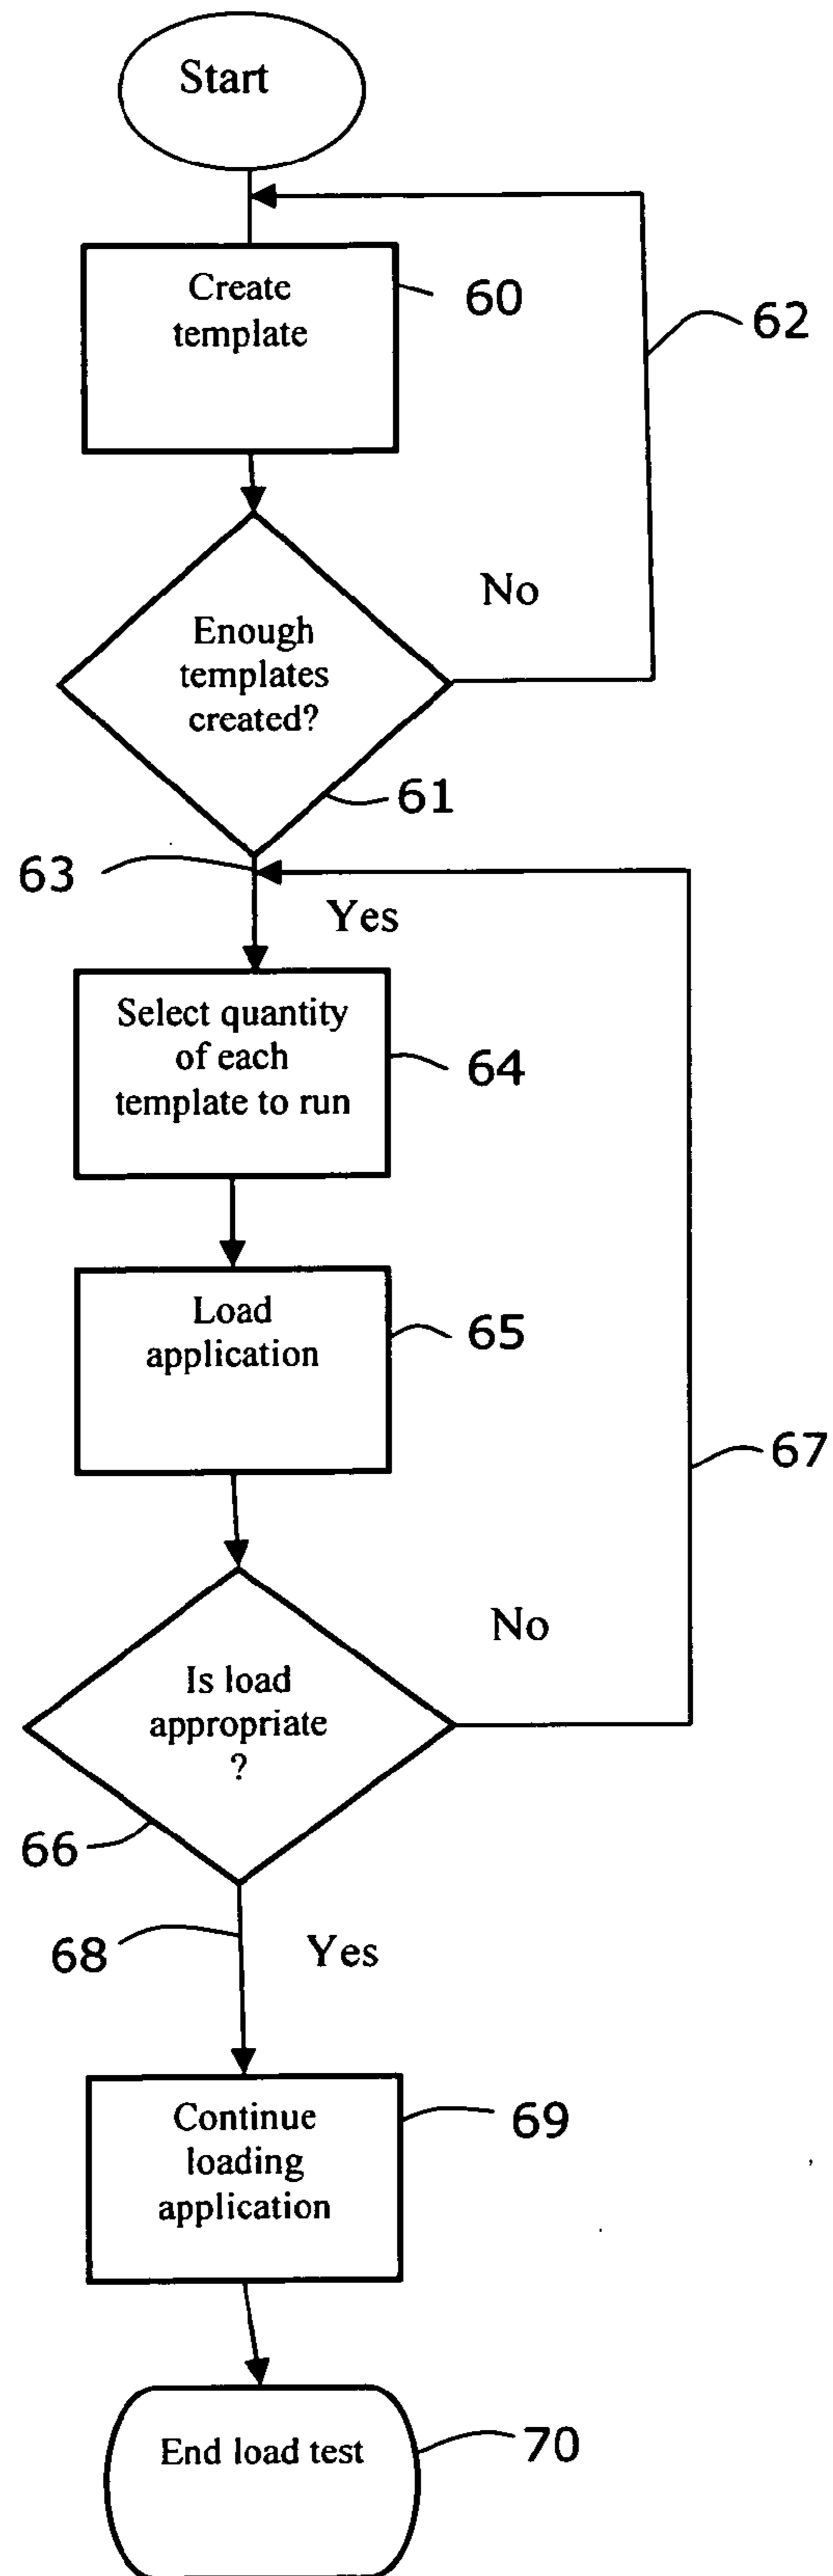 Start
Create
template
60
62
No
Enough
templates
created?
61
63
Yes
Select quantity
of each
template to run
64
Load
application
65
67
No
Is load
appropriate
?
66
68
Yes
Continue
loading
application
69
End load test
70